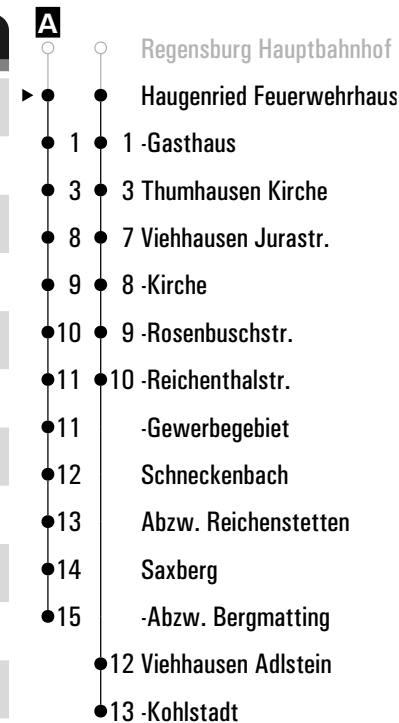 A
Regensburg Hauptbahnhof
Haugenried Feuerwehrhaus
1 1 -Gasthaus
3 3 Thumhausen Kirche
8 7 Viehhausen Jurastr.
9 8 -Kirche
10 9 -Rosenbuschstr.
11 10 -Reichenthalstr.
11 -Gewerbegebiet
12 Schneckenbach
13 Abzw. Reichenstetten
14 Saxberg
15 -Abzw. Bergmatting
12 Viehhausen Adlstein
13 -Kohlstadt